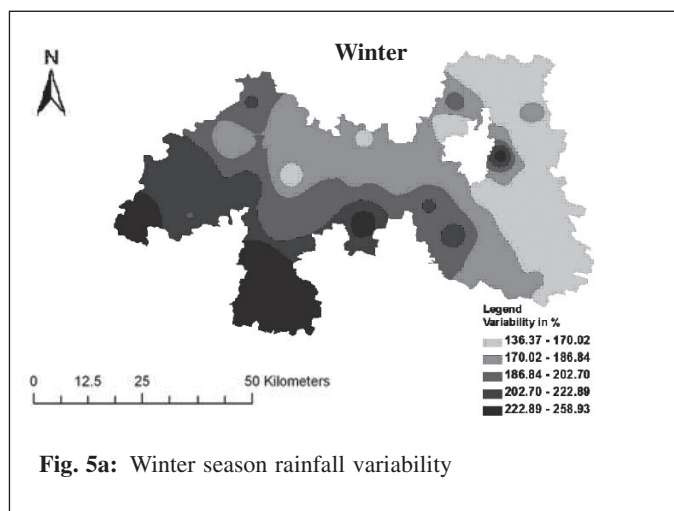 Winter
N
Legend
Variability in %
136.37 - 170.02
170.02 - 186.84
186.84 - 202.70
202.70 - 222.89
222.89 - 258.93
0 12.5 25 50 Kilometers
Fig. 5a: Winter season rainfall variability